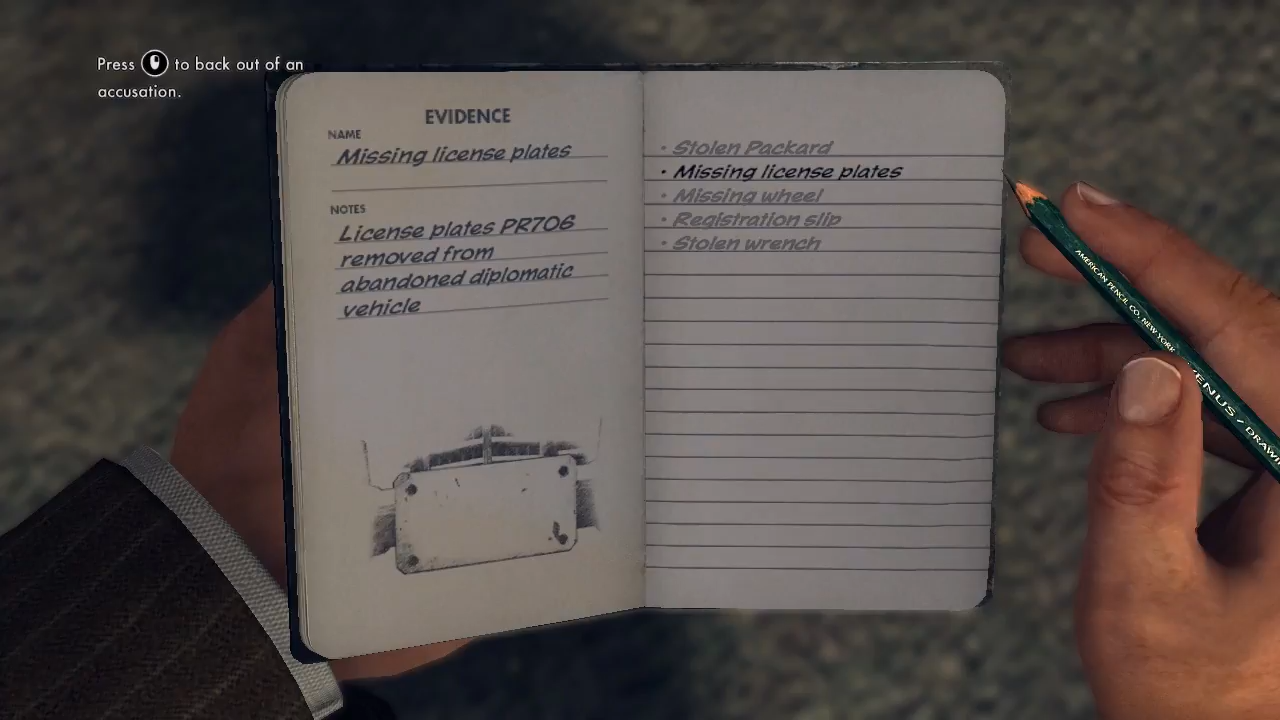 Press to back out of an
accusation.
EVIDENCE
NAME
Missing license plates
NOTES
License plates PR706
removed from
abandoned diplomatic
vehicle
• Stolen Packard
• Missing license plates
• Missing wheel
• Registration slip
• Stolen wrench
AMERICAN PENCIL CO. NEW YORK
VENUS / DRAWI